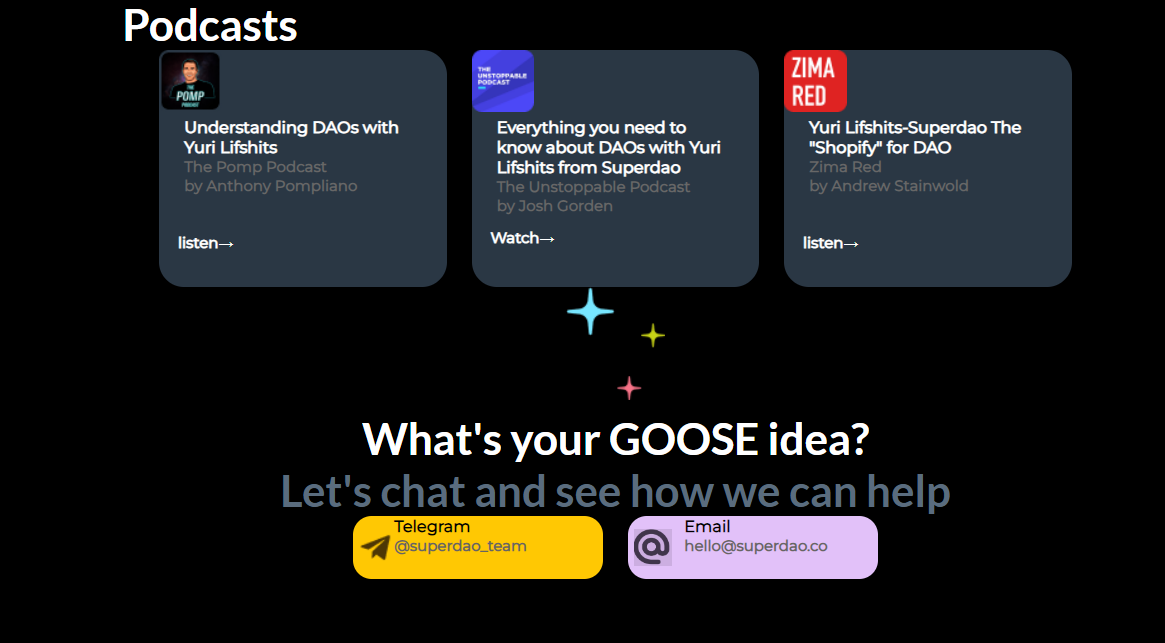 Podcasts
THE
POMP
PODCAST
Understanding DAOs with
Yuri Lifshits
The Pomp Podcast
by Anthony Pompliano
listen→
THE
UNSTOPPABLE
PODCAST
Everything you need to
know about DAOs with Yuri
Lifshits from Superdao
The Unstoppable Podcast
by Josh Gorden
Watch→
ZIMA
RED
Yuri Lifshits-Superdao The
"Shopify" for DAO
Zima Red
by Andrew Stainwold
listen→
What's your GOOSE idea?
Let's chat and see how we can help
Telegram
@superdao_team
@
Email
hello@superdao.co